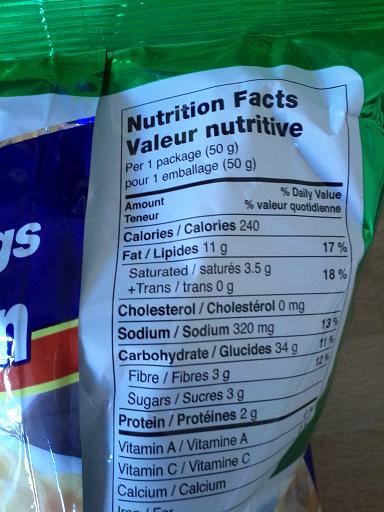 Nutrition Facts
Valeur nutritive
Per 1 package (50 g)
pour 1 emballage (50 g)
Amount % Daily Value
Teneur % valeur quotidienne
Calories / Calories 240
Fat / Lipides 11 g 17 %
Saturated / saturés 3.5 g 18 %
+Trans / trans 0 g
Cholesterol / Cholestérol 0 mg
Sodium / Sodium 320 mg 13 %
Carbohydrate / Glucides 34 g 11 %
Fibre / Fibres 3 g 12 %
Sugars / Sucres 3 g
Protein / Protéines 2 g
Vitamin A / Vitamine A
Vitamin C / Vitamine C
Calcium / Calcium
Iron / Fer
gs
n